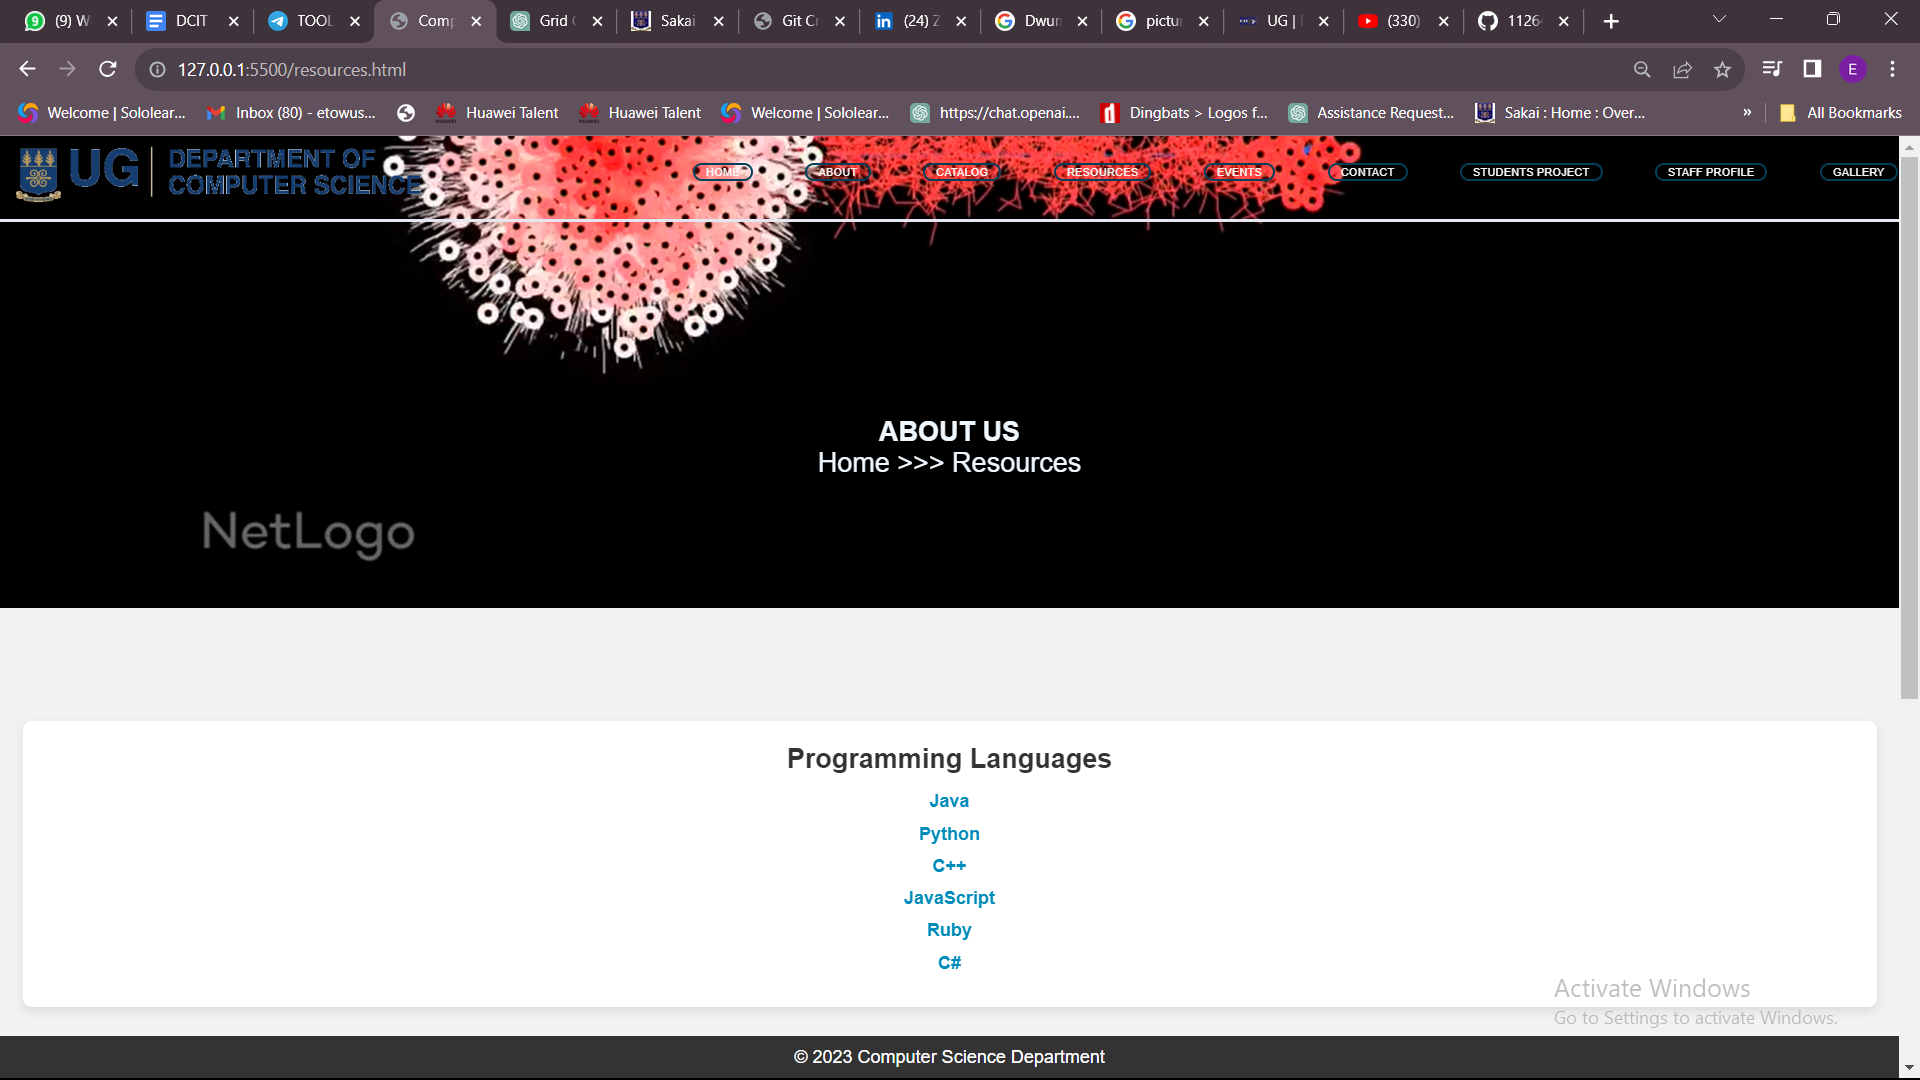 (9) W
DCIT
TOOL
Comp
Grid
Sakai
Git Cr
(24) Z
Dwun
pictu
UG |
(330)
1126
127.0.0.1:5500/resources.html
E
Welcome | Sololear...
Inbox (80) - etowus...
Huawei Talent
Huawei Talent
Welcome | Sololear...
https://chat.openai....
Dingbats > Logos f...
Assistance Request...
Sakai : Home : Over...
»
All Bookmarks
UG
DEPARTMENT OF
COMPUTER SCIENCE
HOME
ABOUT
CATALOG
RESOURCES
EVENTS
CONTACT
STUDENTS PROJECT
STAFF PROFILE
GALLERY
ABOUT US
Home >>> Resources
NetLogo
Programming Languages
Java
Python
C++
JavaScript
Ruby
C#
Activate Windows
Go to Settings to activate Windows.
© 2023 Computer Science Department